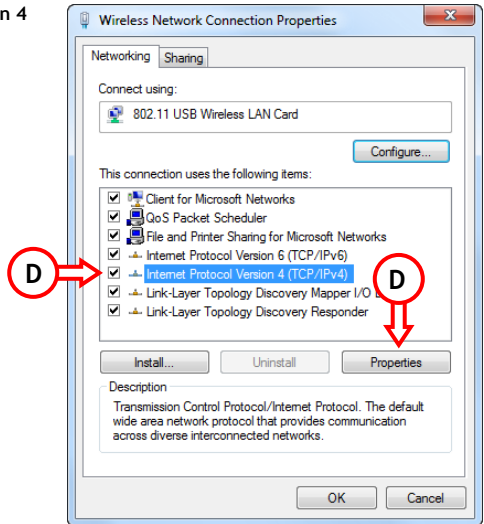 n 4
Wireless Network Connection Properties
Networking Sharing
Connect using:
802.11 USB Wireless LAN Card
Configure...
This connection uses the following items:
Client for Microsoft Networks
QoS Packet Scheduler
File and Printer Sharing for Microsoft Networks
Internet Protocol Version 6 (TCP/IPv6)
D Internet Protocol Version 4 (TCP/IPv4) D
Link-Layer Topology Discovery Mapper I/O
Link-Layer Topology Discovery Responder
Install... Uninstall Properties
Description
Transmission Control Protocol/Internet Protocol. The default
wide area network protocol that provides communication
across diverse interconnected networks.
OK Cancel